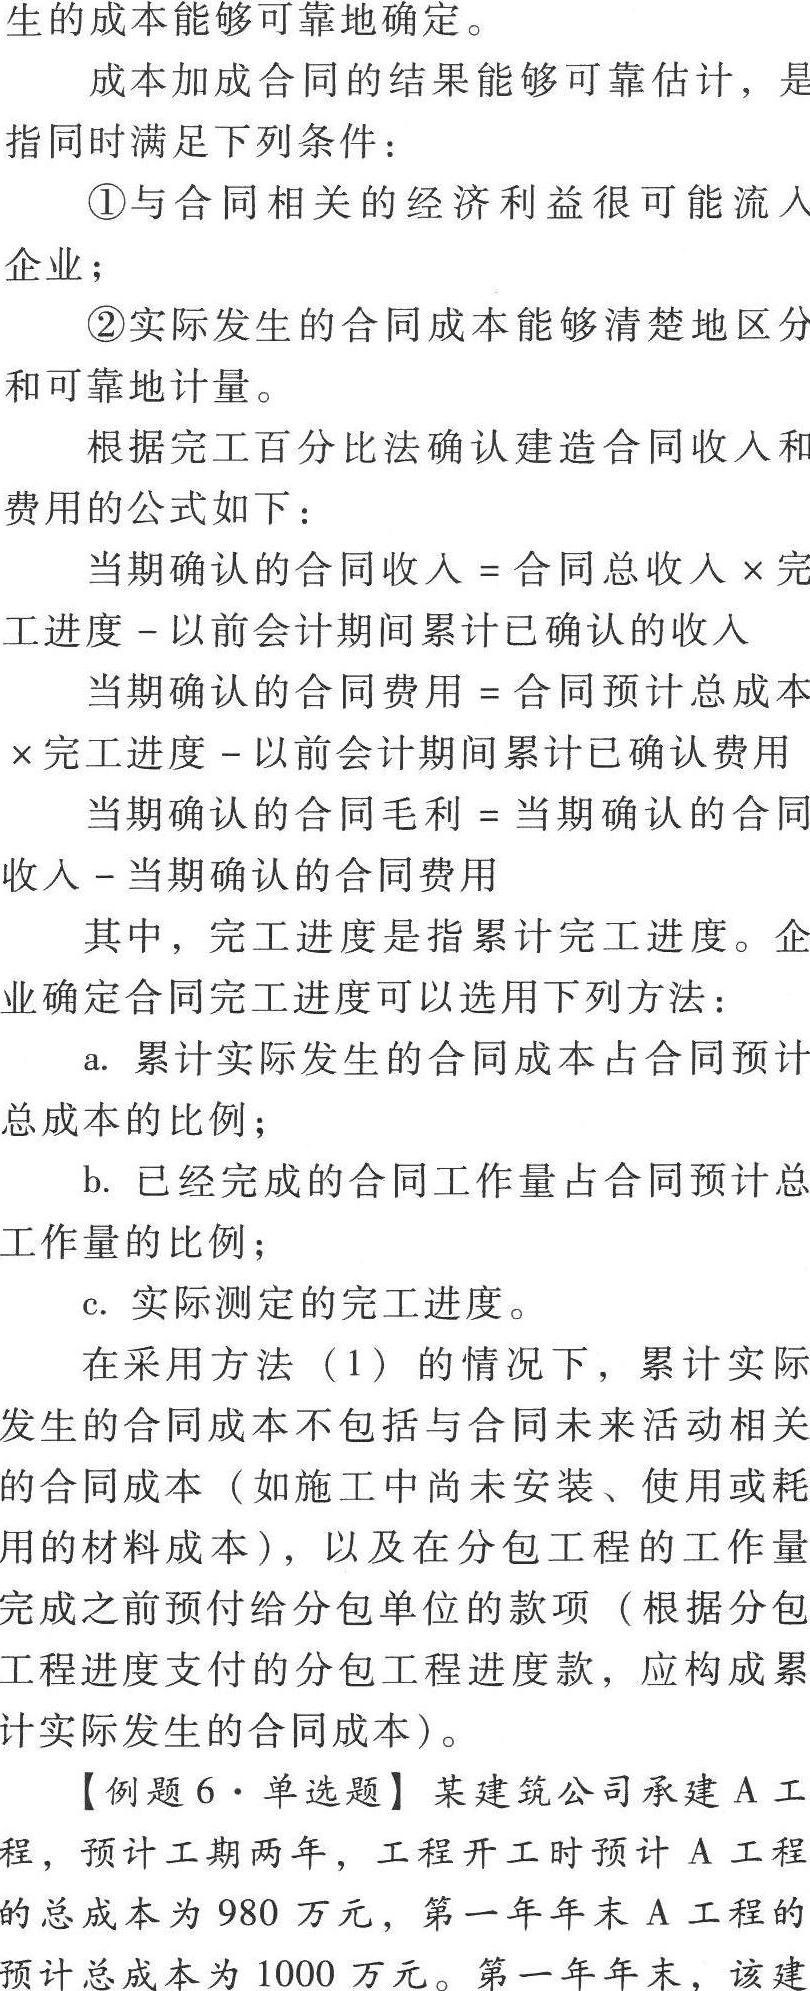 生的成本能够可靠地确定。
成本加成合同的结果能够可靠估计，是
指同时满足下列条件：
①与合同相关的经济利益很可能流入
企业；
②实际发生的合同成本能够清楚地区分
和可靠地计量。
根据完工百分比法确认建造合同收入和
费用的公式如下：
当期确认的合同收入 = 合同总收入 × 完
工进度 - 以前会计期间累计已确认的收入
当期确认的合同费用 = 合同预计总成本
× 完工进度 - 以前会计期间累计已确认费用
当期确认的合同毛利 = 当期确认的合同
收入 - 当期确认的合同费用
其中，完工进度是指累计完工进度。企
业确定合同完工进度可以选用下列方法：
a. 累计实际发生的合同成本占合同预计
总成本的比例；
b. 已经完成的合同工作量占合同预计总
工作量的比例；
c. 实际测定的完工进度。
在采用方法（1）的情况下，累计实际
发生的合同成本不包括与合同未来活动相关
的合同成本（如施工中尚未安装、使用或耗
用的材料成本），以及在分包工程的工作量
完成之前预付给分包单位的款项（根据分包
工程进度支付的分包工程进度款，应构成累
计实际发生的合同成本）。
【例题6·单选题】某建筑公司承建 A 工
程，预计工期两年，工程开工时预计 A 工程
的总成本为 980 万元，第一年年末 A 工程的
预计总成本为 1000 万元。第一年年末，该建